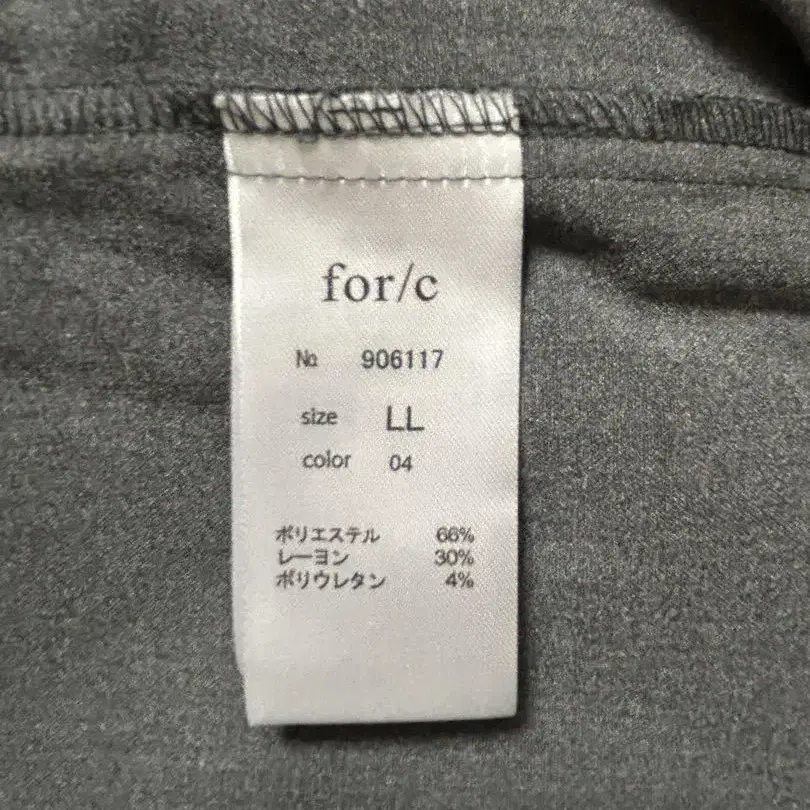 for/c
№ 906117
size LL
color 04
ポリエステル 66%
レーヨン 30%
ポリウレタン 4%